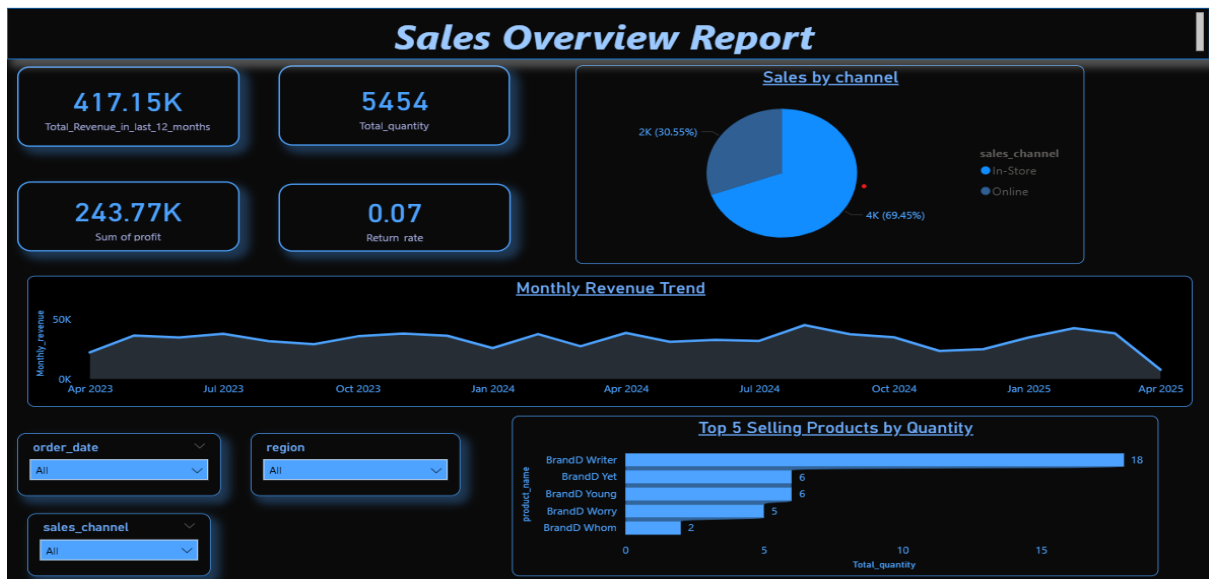 Sales Overview Report
417.15K
Total_Revenue_in_last_12_months
5454
Total_quantity
243.77K
Sum of profit
0.07
Return rate
Sales by channel
2K (30.55%)
4K (69.45%)
sales_channel
In-Store
Online
Monthly Revenue Trend
Monthly_revenue
50K
0K
Apr 2023
Jul 2023
Oct 2023
Jan 2024
Apr 2024
Jul 2024
Oct 2024
Jan 2025
Apr 2025
order_date
All
region
All
sales_channel
All
Top 5 Selling Products by Quantity
product_name
BrandD Writer
18
BrandD Yet
6
BrandD Young
6
BrandD Worry
5
BrandD Whom
2
0
5
10
15
Total_quantity